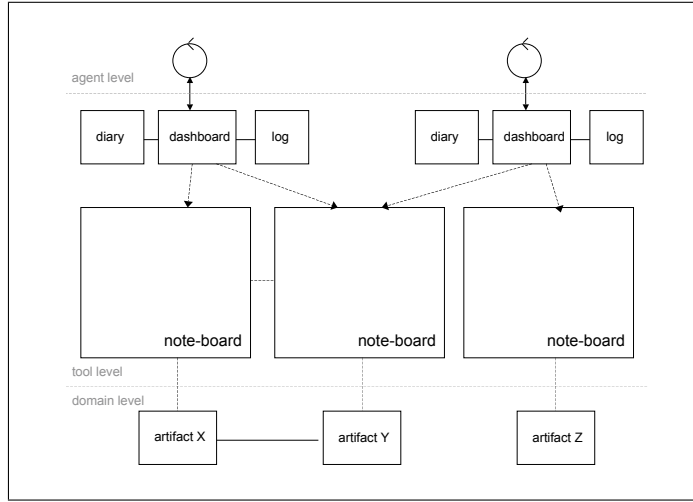 agent level
diary
dashboard
log
diary
dashboard
log
note-board
note-board
note-board
tool level
domain level
artifact X
artifact Y
artifact Z